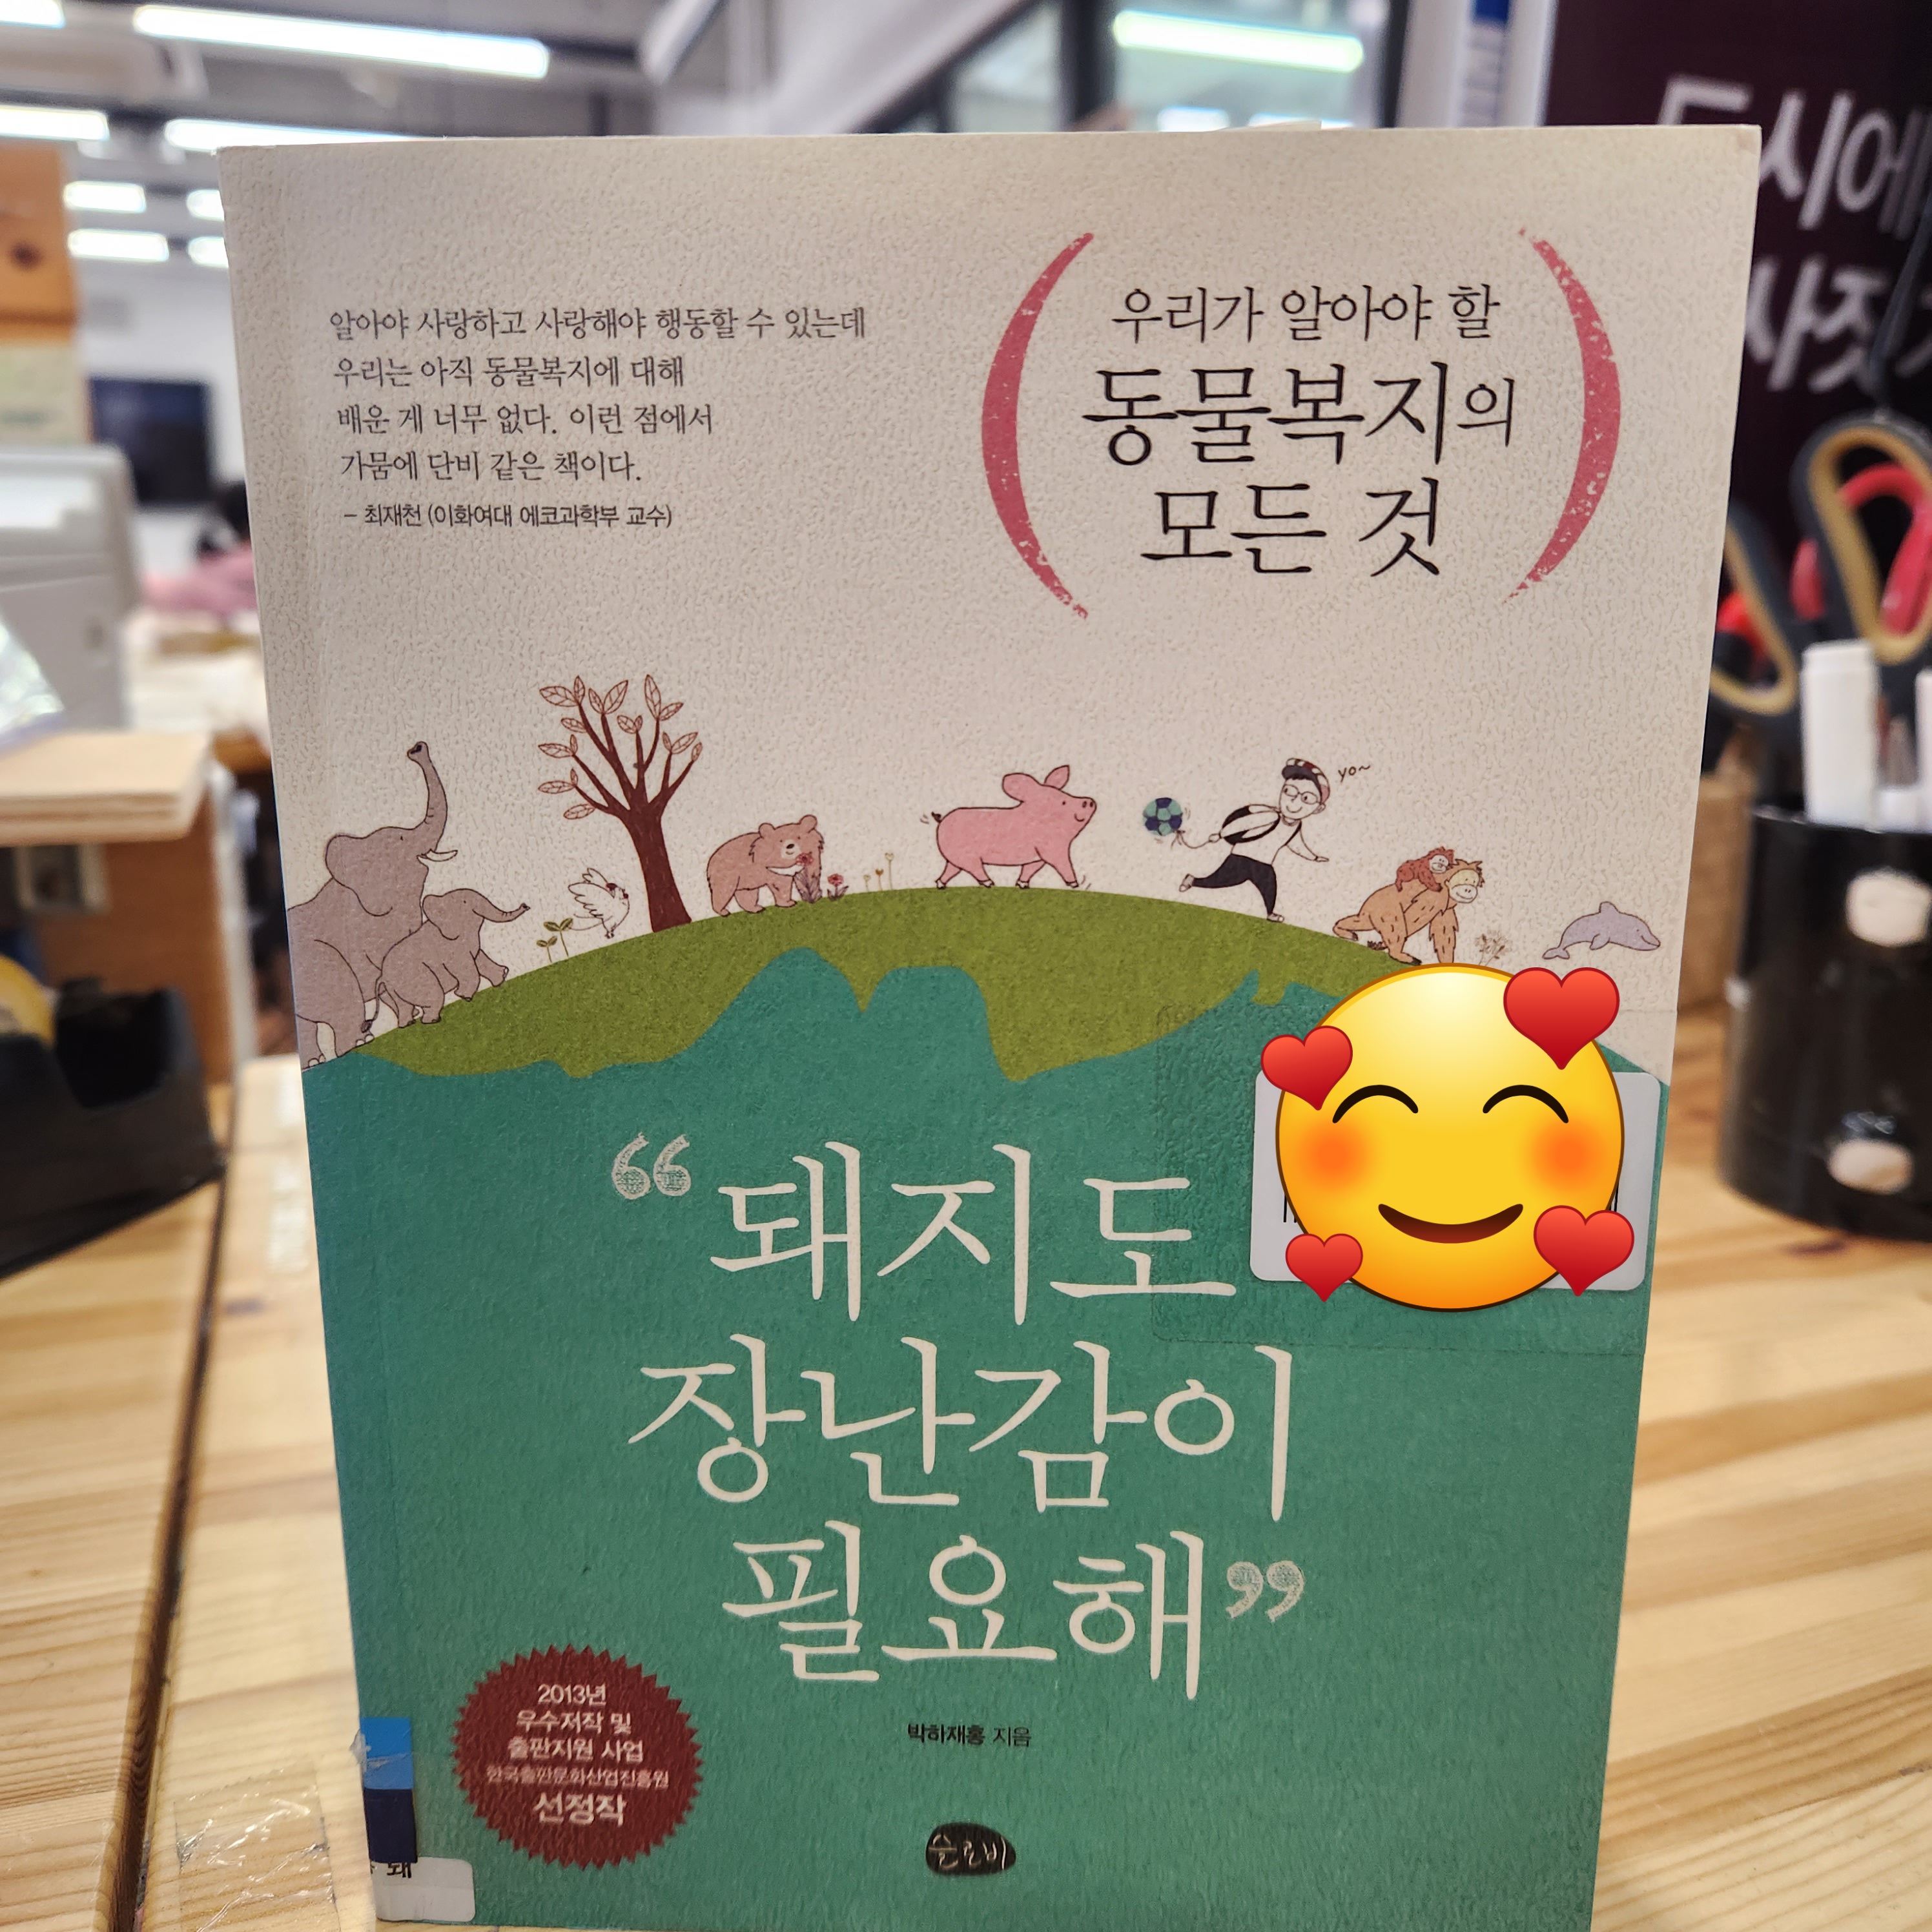 알아야 사랑하고 사랑해야 행동할 수 있는데
우리는 아직 동물복지에 대해
배운 게 너무 없다. 이런 점에서
가뭄에 단비 같은 책이다.
– 최재천 (이화여대 에코과학부 교수)
우리가 알아야 할
동물복지의
모든 것
yo~
“돼지도
장난감이
필요해”
박하재홍 지음
2013년
우수저작 및
출판지원 사업
한국출판문화산업진흥원
선정작
슬로비
돼